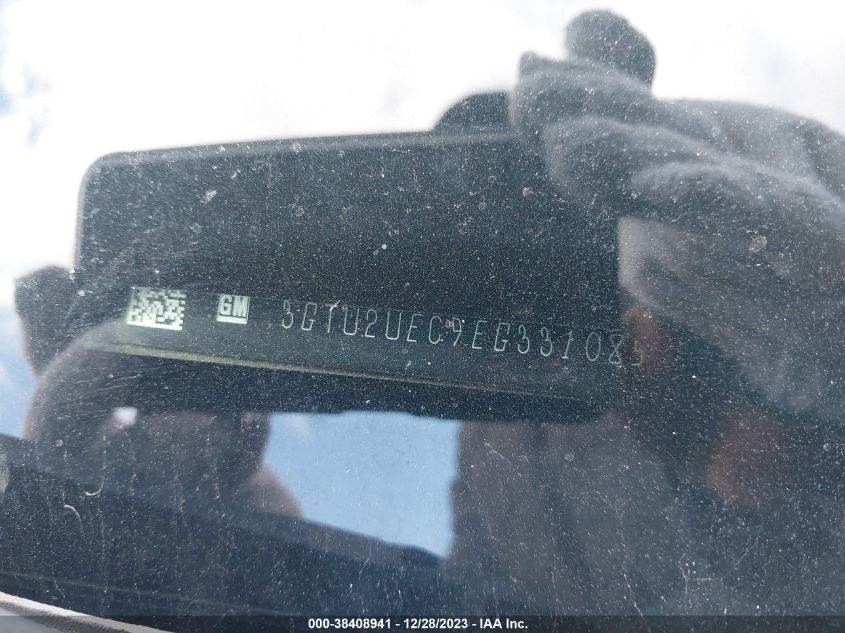 GM 3GTU2UEC9EG331085
000-38408941 - 12/28/2023 - IAA Inc.